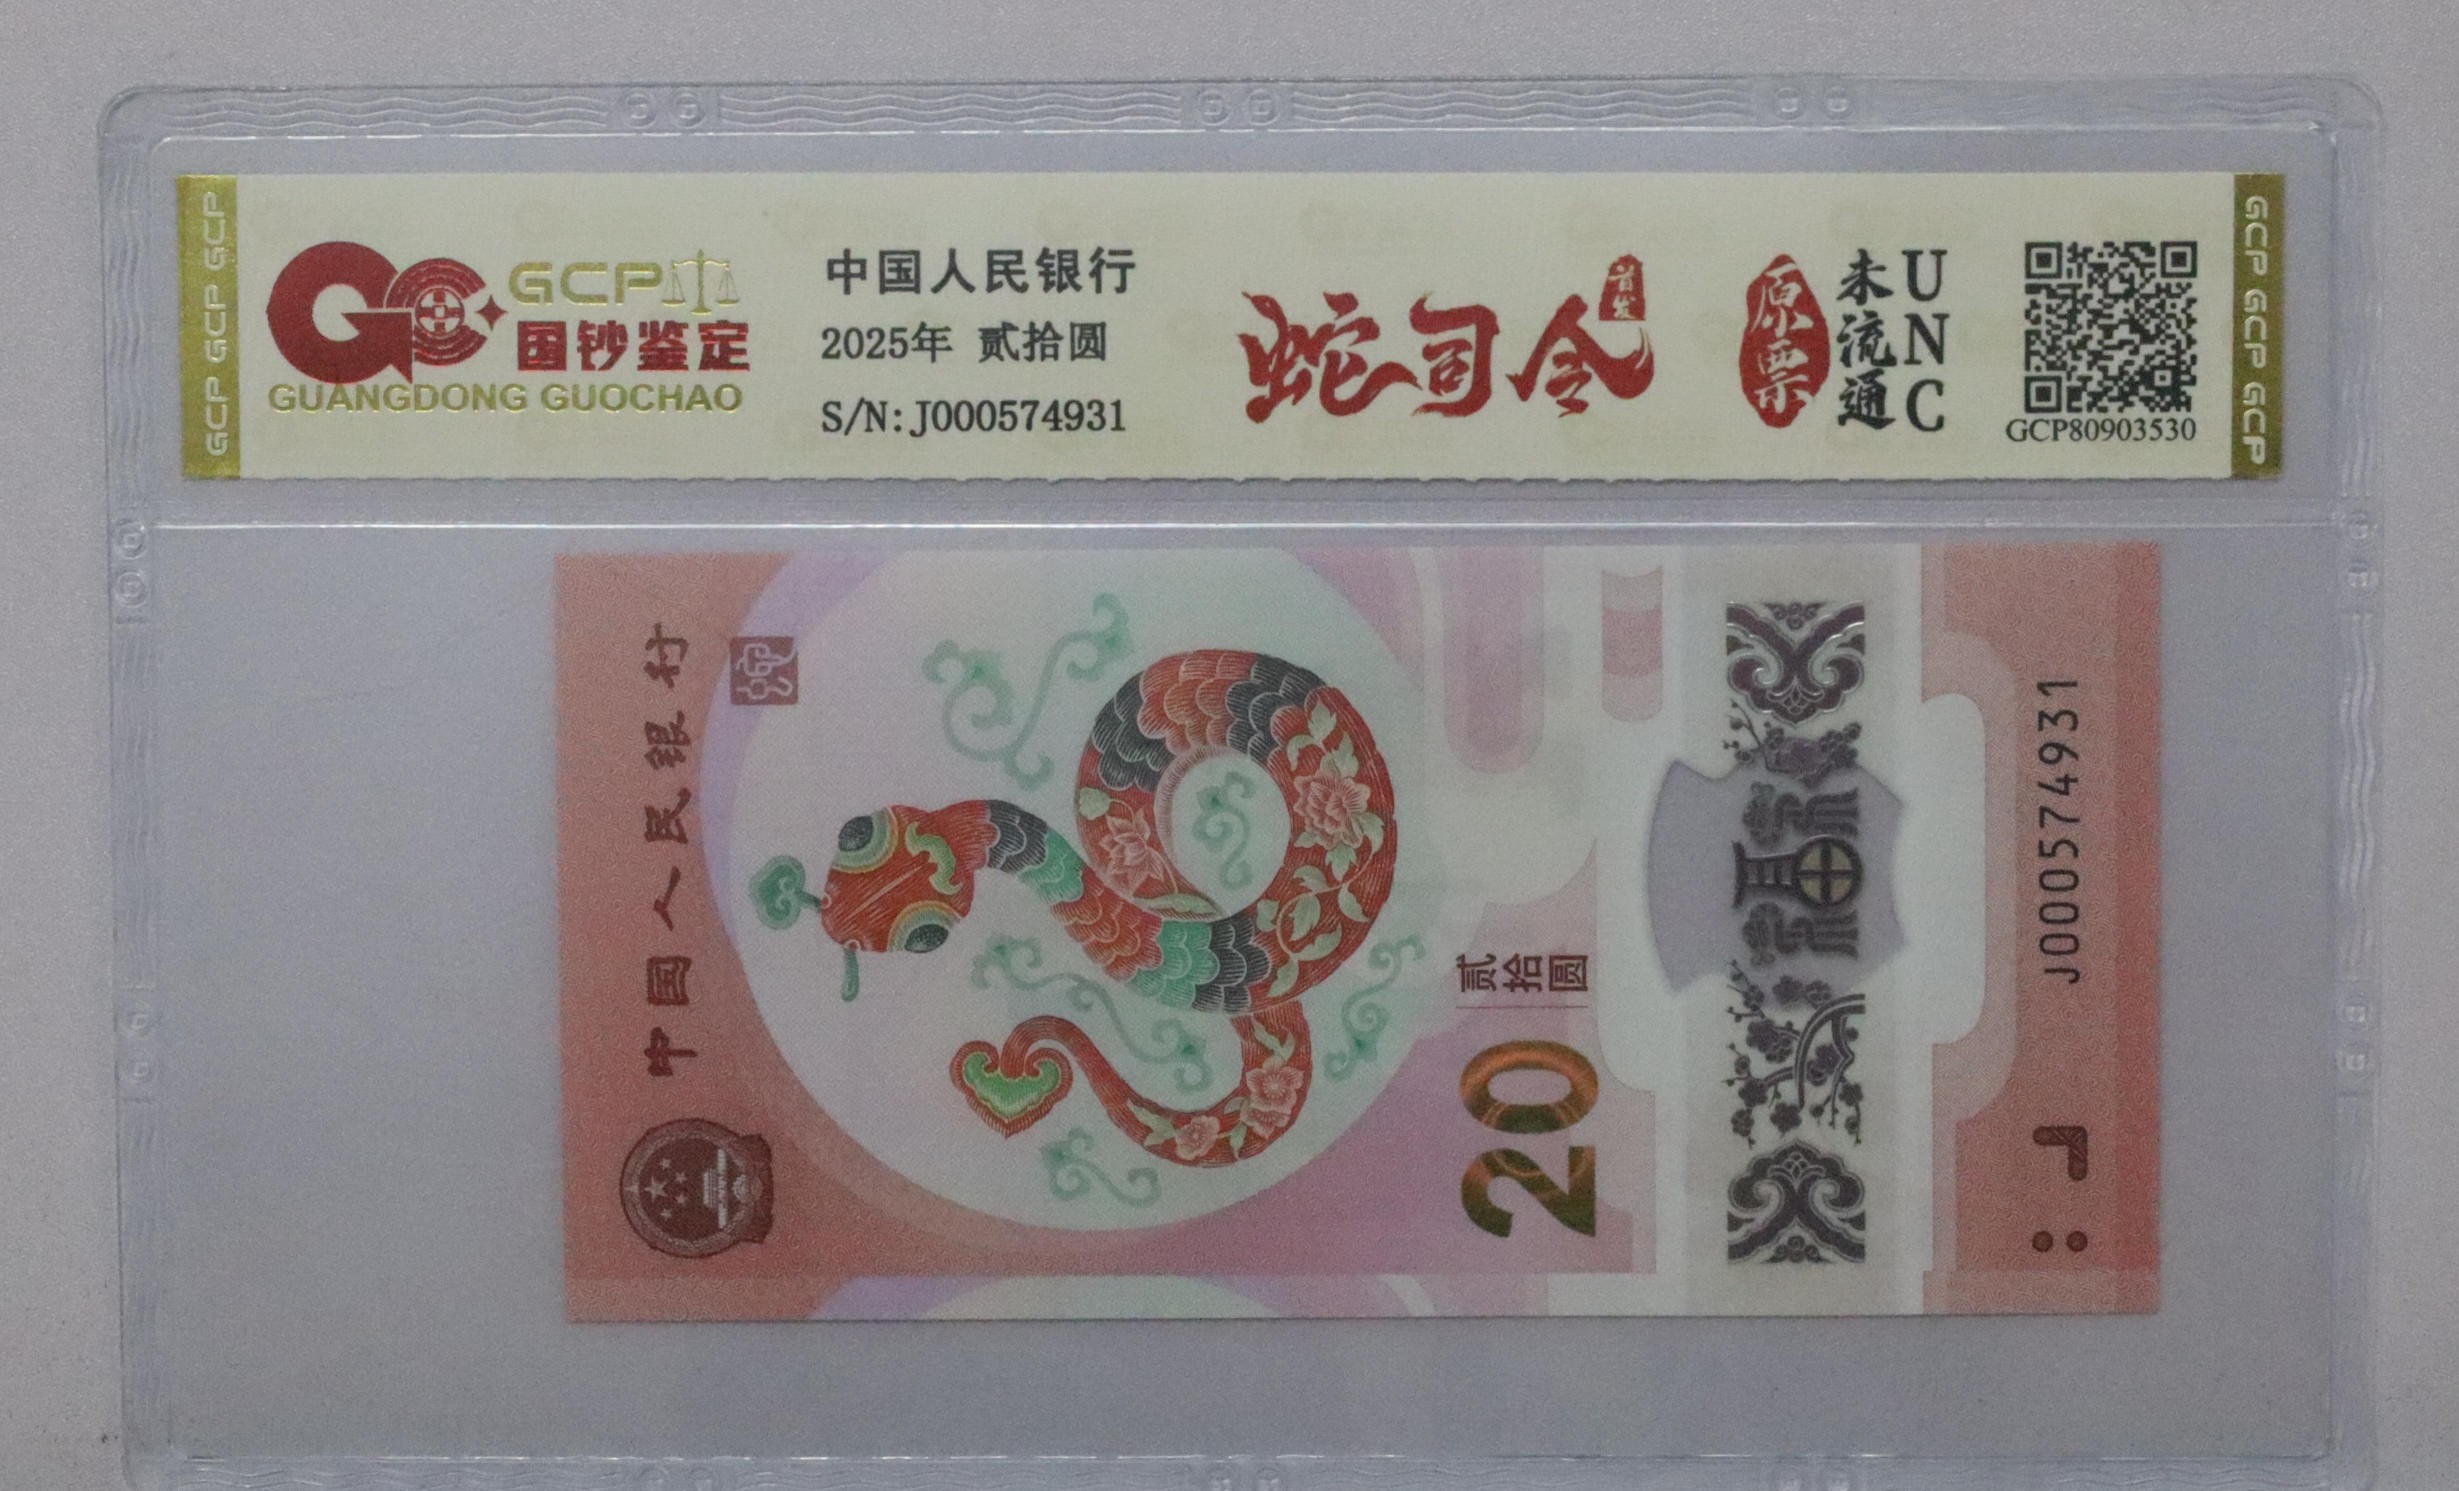 GCP GCP GCP
GCP
国钞鉴定
GUANGDONG GUOCHAO
中国人民银行
2025年 贰拾圆
S/N:J000574931
蛇司令
首发
原票
未流通
UNC
GCP80903530
GCP GCP GCP
中国人民银行
20
贰拾圆
福
J
J000574931